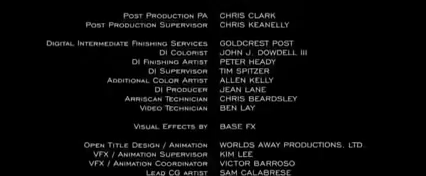 Post Production PA CHRIS CLARK
Post Production Supervisor CHRIS KEANELLY
Digital Intermediate Finishing Services GOLDCREST POST
DI Colorist JOHN J. DOWDELL III
DI Finishing Artist PETER HEADY
DI Supervisor TIM SPITZER
Additional Color Artist ALLEN KELLY
DI Producer JEAN LANE
Arriscan Technician CHRIS BEARDSLEY
Video Technician BEN LAY
Visual Effects by BASE FX
Open Title Design / Animation WORLDS AWAY PRODUCTIONS, LTD.
VFX / Animation Supervisor KIM LEE
VFX / Animation Coordinator VICTOR BARROSO
Lead CG artist SAM CALABRESE